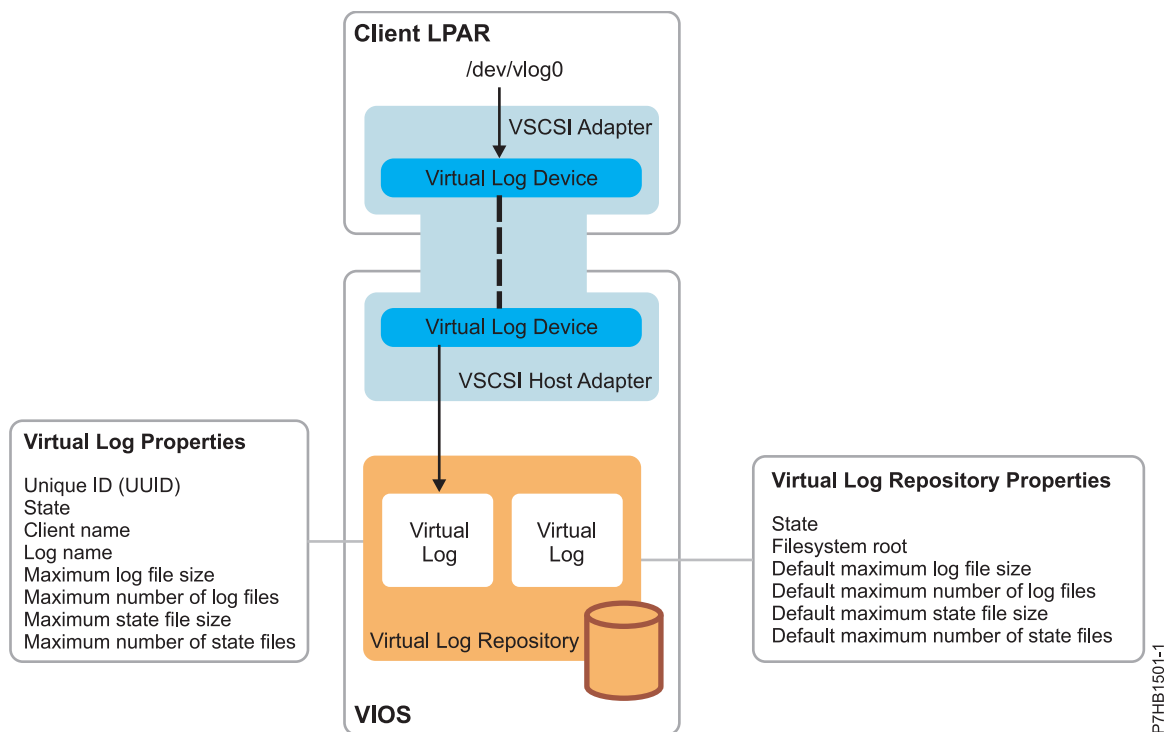 Client LPAR
/dev/vlog0
VSCSI Adapter
Virtual Log Device
Virtual Log Device
VSCSI Host Adapter
Virtual Log Properties
Unique ID (UUID)
State
Client name
Log name
Maximum log file size
Maximum number of log files
Maximum state file size
Maximum number of state files
Virtual
Log
Virtual
Log
Virtual Log Repository
VIOS
Virtual Log Repository Properties
State
Filesystem root
Default maximum log file size
Default maximum number of log files
Default maximum state file size
Default maximum number of state files
P7HB1501-1